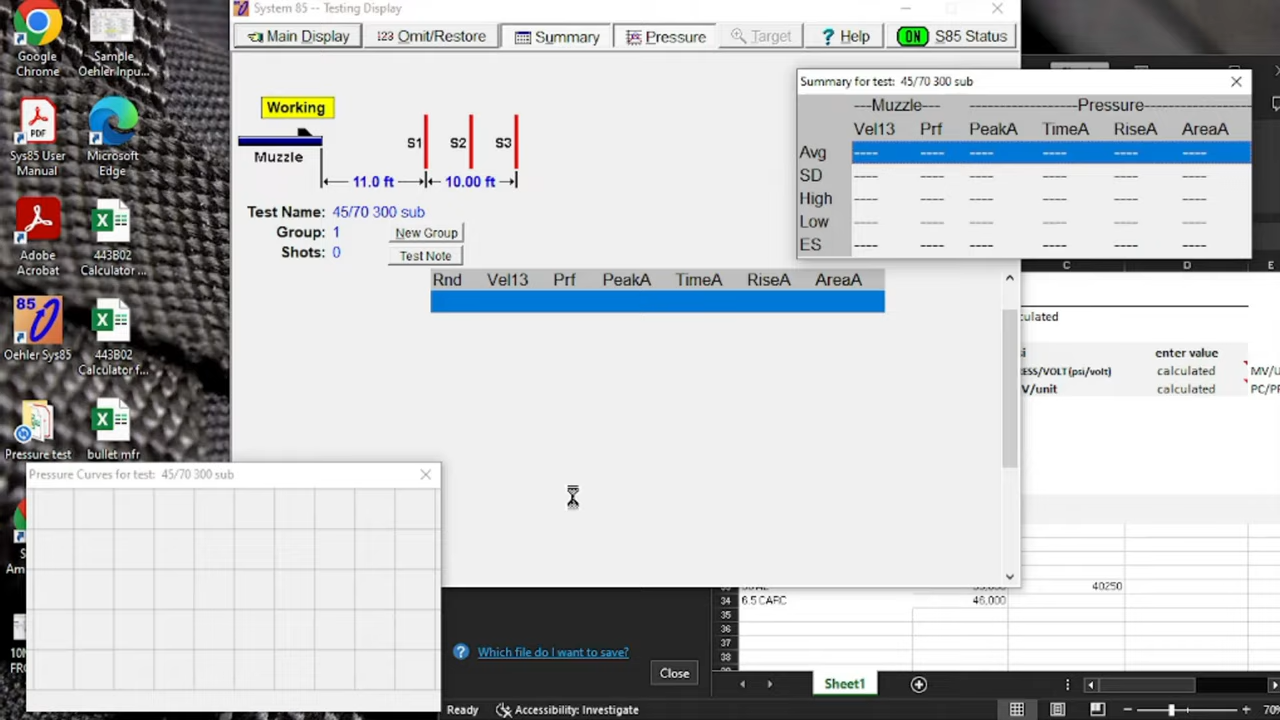 Google Chrome
Sample Oehler Inpu...
Sys85 User Manual
Microsoft Edge
Adobe Acrobat
443B02 Calculator ...
85
Oehler Sys85
443B02 Calculator f...
Pressure test
bullet mfr
System 85 -- Testing Display
Main Display
123 Omit/Restore
Summary
Pressure
Target
? Help
ON S85 Status
Working
Muzzle
S1 S2 S3
11.0 ft
10.00 ft
Test Name: 45/70 300 sub
Group: 1
New Group
Shots: 0
Test Note
Rnd Vel13 Prf PeakA TimeA RiseA AreaA
Summary for test: 45/70 300 sub
---Muzzle--- ------------------Pressure------------------
Vel13 Prf PeakA TimeA RiseA AreaA
Avg ---- ---- ---- ---- ---- ----
SD ---- ---- ---- ---- ---- ----
High ---- ---- ---- ---- ---- ----
Low ---- ---- ---- ---- ---- ----
ES ---- ---- ---- ---- ---- ----
C D E
enter value
calculated
MV/U
V/unit calculated
Pressure Curves for test: 45/70 300 sub
40250
34 6.5 CARC 46,000
35
36
37
38
? Which file do I want to save?
Close
Sheet1
Ready
Accessibility: Investigate